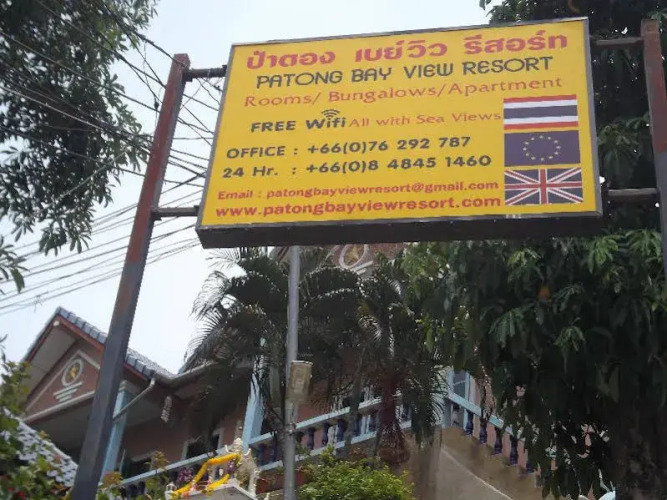 ป่าตอง เบย์วิว รีสอร์ท
PATONG BAY VIEW RESORT
Rooms/ Bungalows/Apartment
FREE Wifi All with Sea Views
OFFICE : +66(0)76 292 787
24 Hr. : +66(0)8 4845 1460
Email : patongbayviewresort@gmail.com
www.patongbayviewresort.com